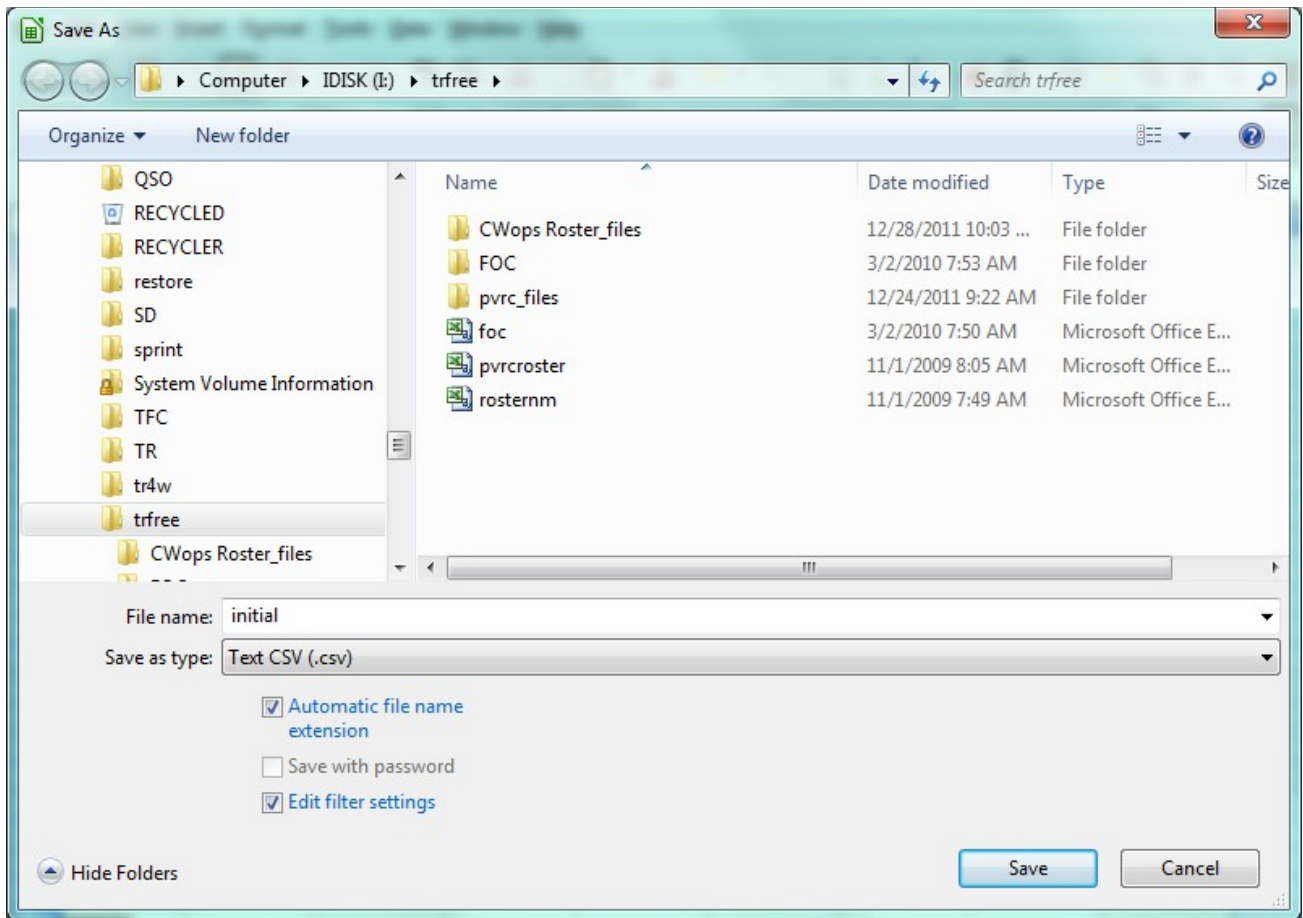 Save As
Computer ▸ IDISK (I:) ▸ trfree ▸
Search trfree
Organize
New folder
QSO
RECYCLED
RECYCLER
restore
SD
sprint
System Volume Information
TFC
TR
tr4w
trfree
CWops Roster_files
Name Date modified Type Size
CWops Roster_files 12/28/2011 10:03 ... File folder
FOC 3/2/2010 7:53 AM File folder
pvrc_files 12/24/2011 9:22 AM File folder
foc 3/2/2010 7:50 AM Microsoft Office E...
pvrcroster 11/1/2009 8:05 AM Microsoft Office E...
rosternm 11/1/2009 7:49 AM Microsoft Office E...
File name: initial
Save as type: Text CSV (.csv)
Automatic file name
extension
Save with password
Edit filter settings
Hide Folders
Save
Cancel